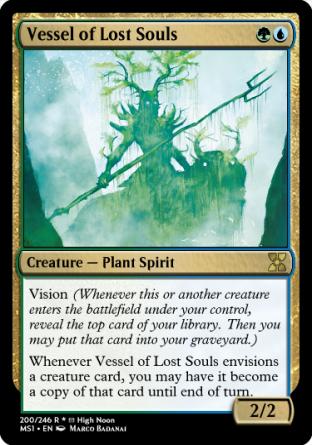 Vessel of Lost Souls
Creature — Plant Spirit
Vision (Whenever this or another creature
enters the battlefield under your control,
reveal the top card of your library. Then you
may put that card into your graveyard.)
Whenever Vessel of Lost Souls envisions
a creature card, you may have it become
a copy of that card until end of turn.
2/2
200/246 R * High Noon
MS1 • EN Marco Badanai